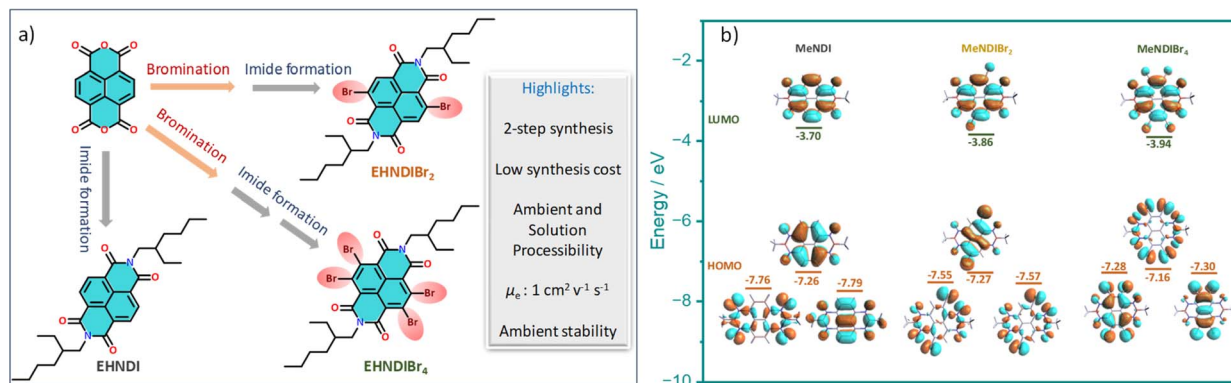 a)
O O O
O O O
Bromination
Imide formation
Bromination
Imide formation
Imide formation
O N O
Br
Br
O N O
EHNDIBr2
O N O
O N O
EHNDI
O N O
Br
Br
Br
Br
O N O
EHNDIBr4
Highlights:
2-step synthesis
Low synthesis cost
Ambient and
Solution
Processibility
μe : 1 cm² v⁻¹ s⁻¹
Ambient stability
b)
Energy / eV
−2
−4
−6
−8
−10
MeNDI
MeNDIBr2
MeNDIBr4
LUMO
-3.70
-3.86
-3.94
HOMO
-7.76
-7.26
-7.79
-7.55
-7.27
-7.57
-7.28
-7.16
-7.30